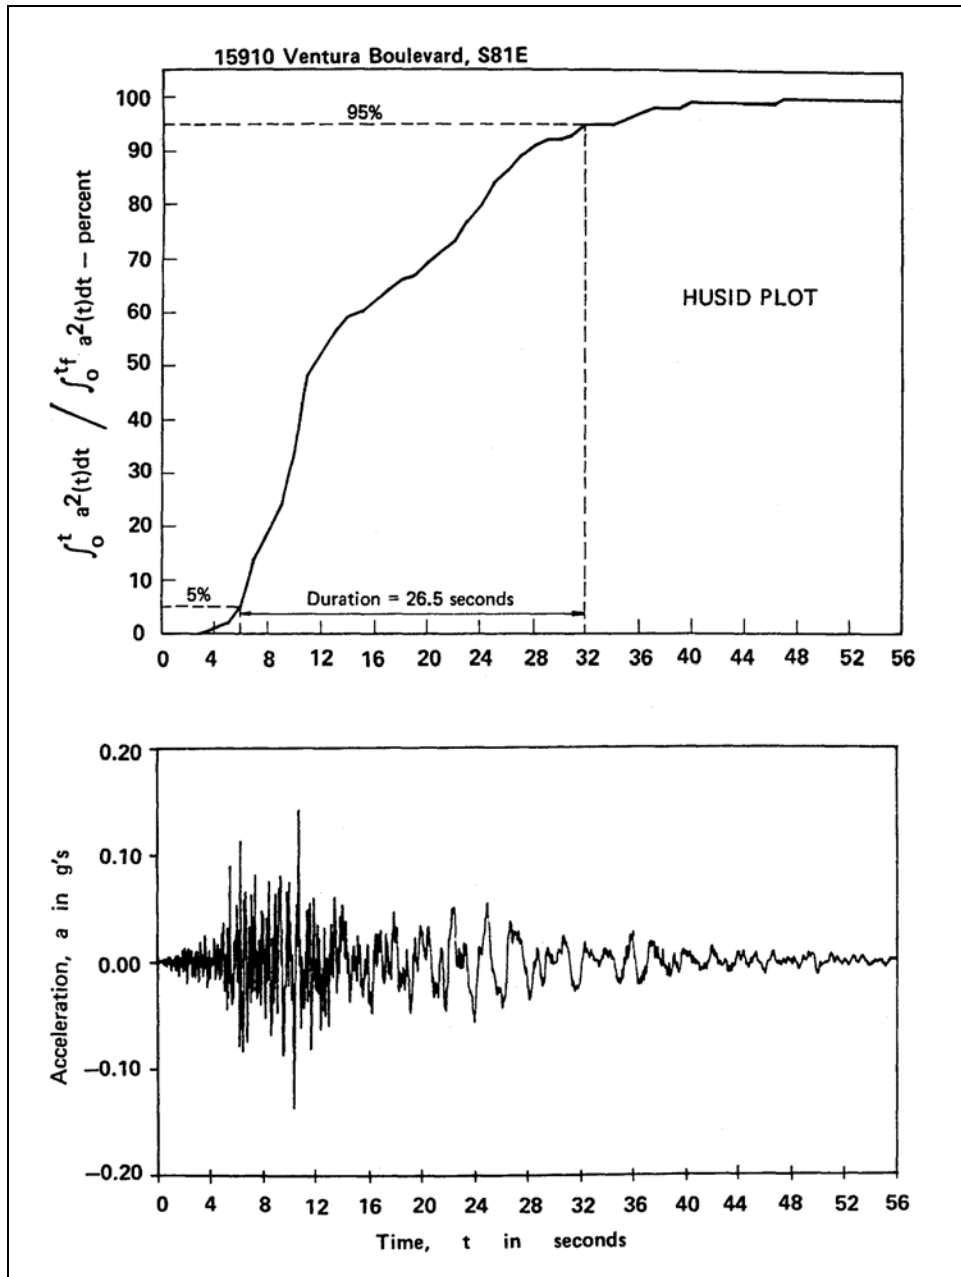 15910 Ventura Boulevard, S81E
∫₀ᵗ a²(t)dt / ∫₀ᵗᶠ a²(t)dt — percent
100
90
80
70
60
50
40
30
20
10
0
95%
HUSID PLOT
5%
Duration = 26.5 seconds
0 4 8 12 16 20 24 28 32 36 40 44 48 52 56
Acceleration, a in g's
0.20
0.10
0.00
−0.10
−0.20
0 4 8 12 16 20 24 28 32 36 40 44 48 52 56
Time, t in seconds